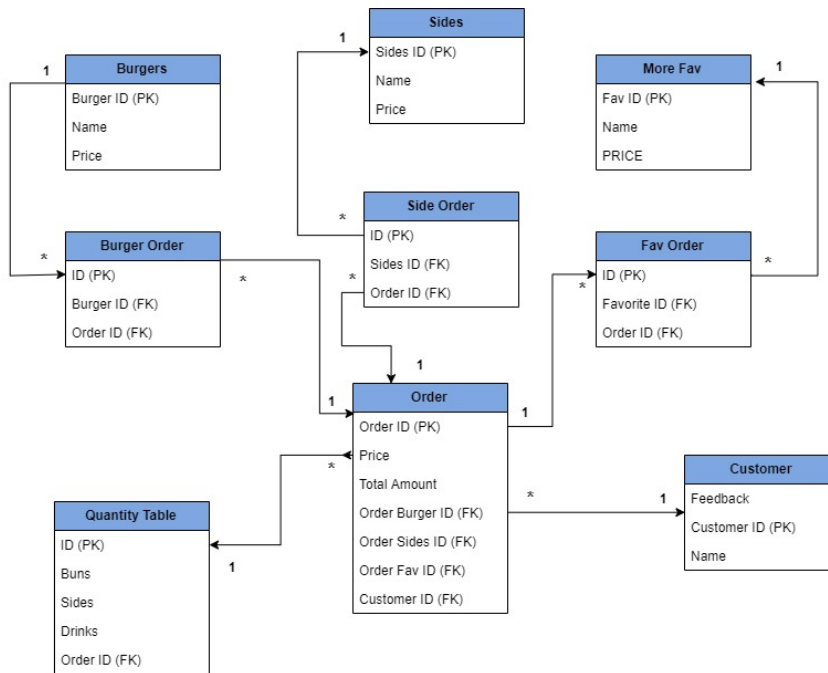 Sides
1
Sides ID (PK)
Name
Price
1
Burgers
Burger ID (PK)
Name
Price
More Fav
1
Fav ID (PK)
Name
PRICE
Side Order
*
ID (PK)
Sides ID (FK)
*
Order ID (FK)
1
Burger Order
*
ID (PK)
*
Burger ID (FK)
Order ID (FK)
1
Fav Order
*
ID (PK)
*
Favorite ID (FK)
Order ID (FK)
Order
1
Order ID (PK)
*
Price
Total Amount
*
Order Burger ID (FK)
Order Sides ID (FK)
Order Fav ID (FK)
Customer ID (FK)
Customer
1
Feedback
Customer ID (PK)
Name
Quantity Table
ID (PK)
1
Buns
Sides
Drinks
Order ID (FK)